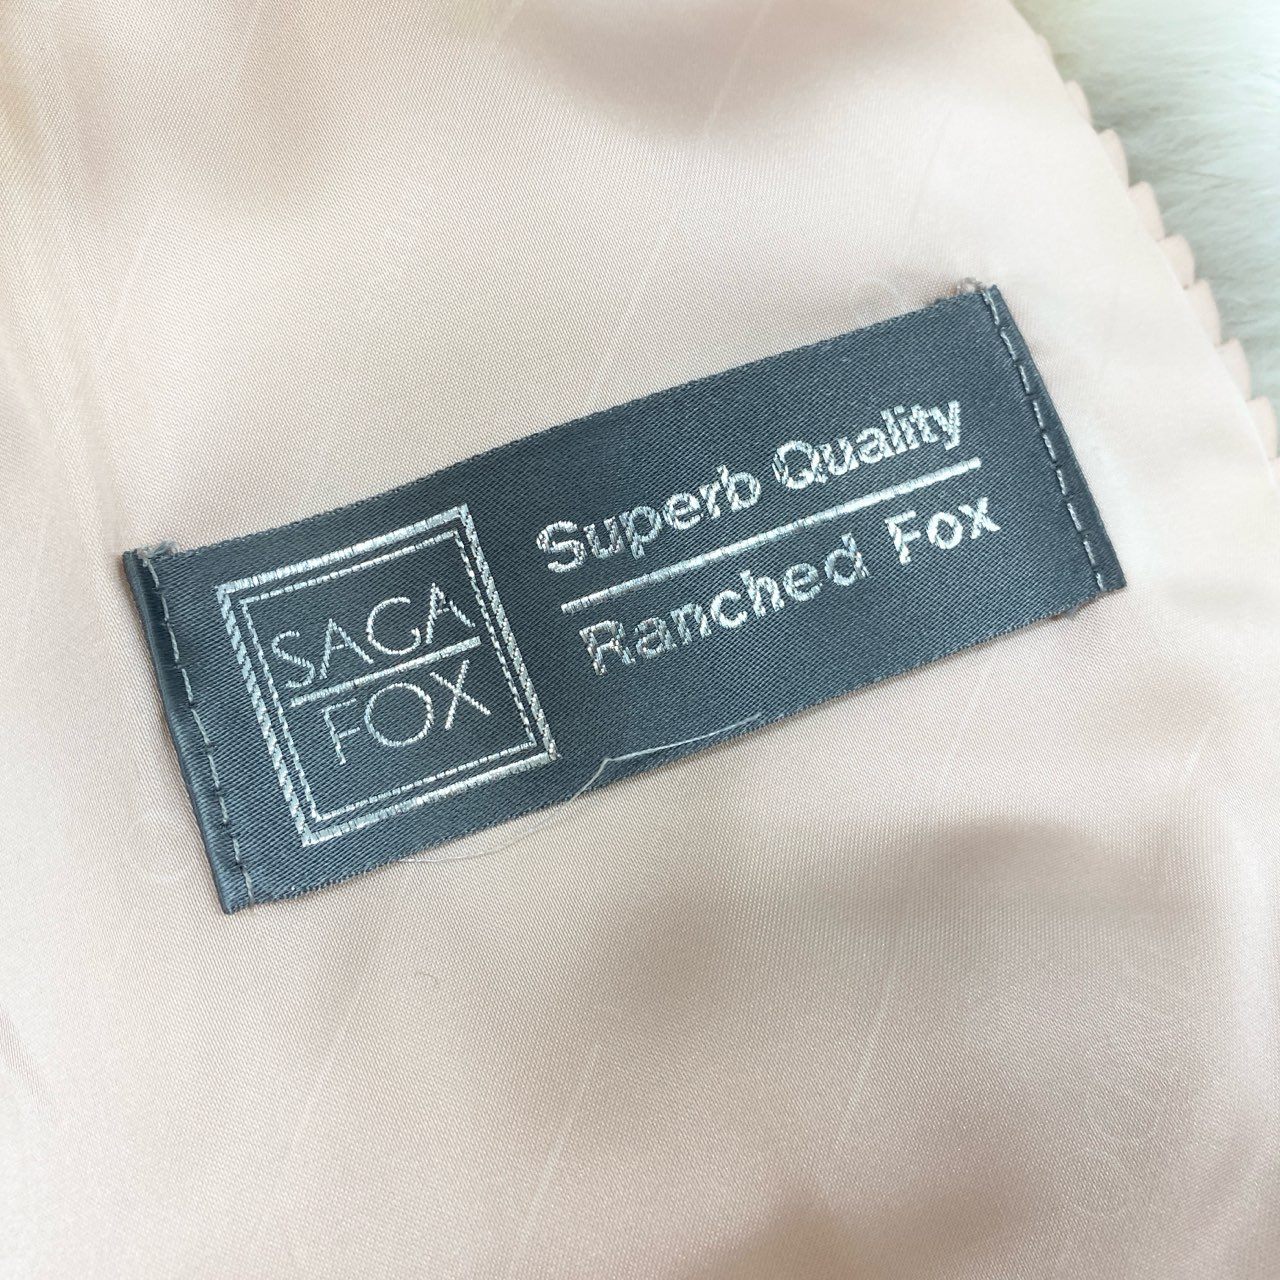 SAGA
FOX
Superb Quality
Ranched Fox